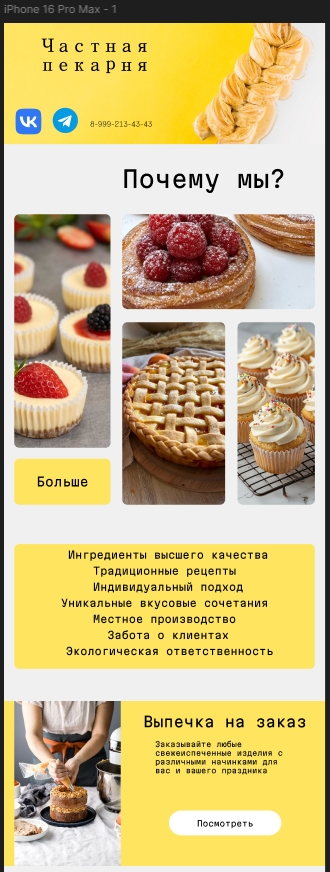 iPhone 16 Pro Max - 1
Частная
пекарня
8-999-213-43-43
Почему мы?
Больше
Ингредиенты высшего качества
Традиционные рецепты
Индивидуальный подход
Уникальные вкусовые сочетания
Местное производство
Забота о клиентах
Экологическая ответственность
Выпечка на заказ
Заказывайте любые
свежеиспеченные изделия с
различными начинками для
вас и вашего праздника
Посмотреть